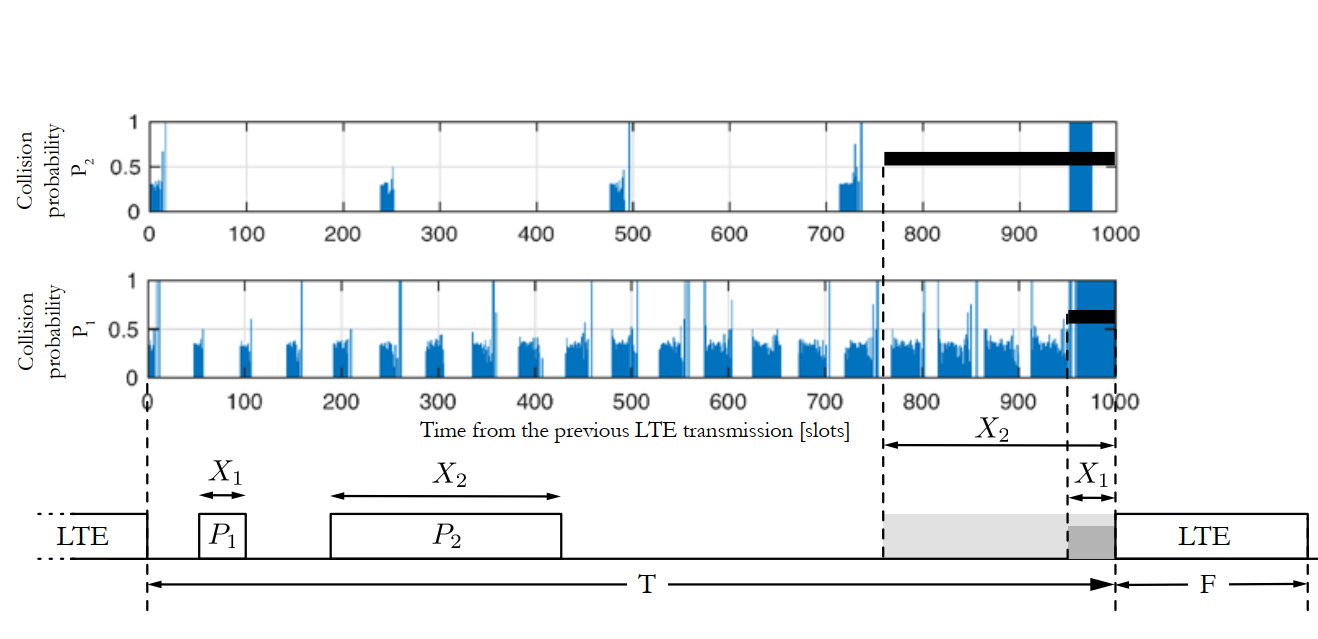 Collision
probability
P2
1
0.5
0
0 100 200 300 400 500 600 700 800 900 1000
Collision
probability
P1
1
0.5
0
0 100 200 300 400 500 600 700 800 900 1000
Time from the previous LTE transmission [slots]
X2
X1 X2 X1
LTE P1 P2 LTE
T F